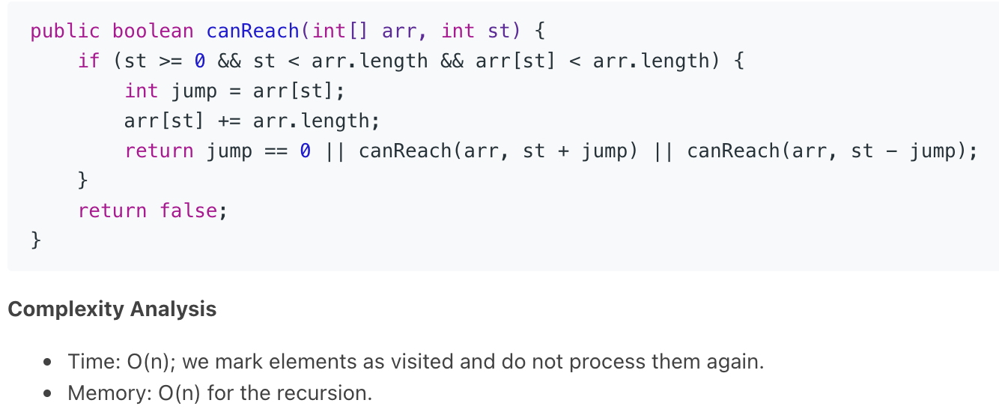 public boolean canReach(int[] arr, int st) {
    if (st >= 0 && st < arr.length && arr[st] < arr.length) {
        int jump = arr[st];
        arr[st] += arr.length;
        return jump == 0 || canReach(arr, st + jump) || canReach(arr, st - jump);
    }
    return false;
}
Complexity Analysis
• Time: O(n); we mark elements as visited and do not process them again.
• Memory: O(n) for the recursion.